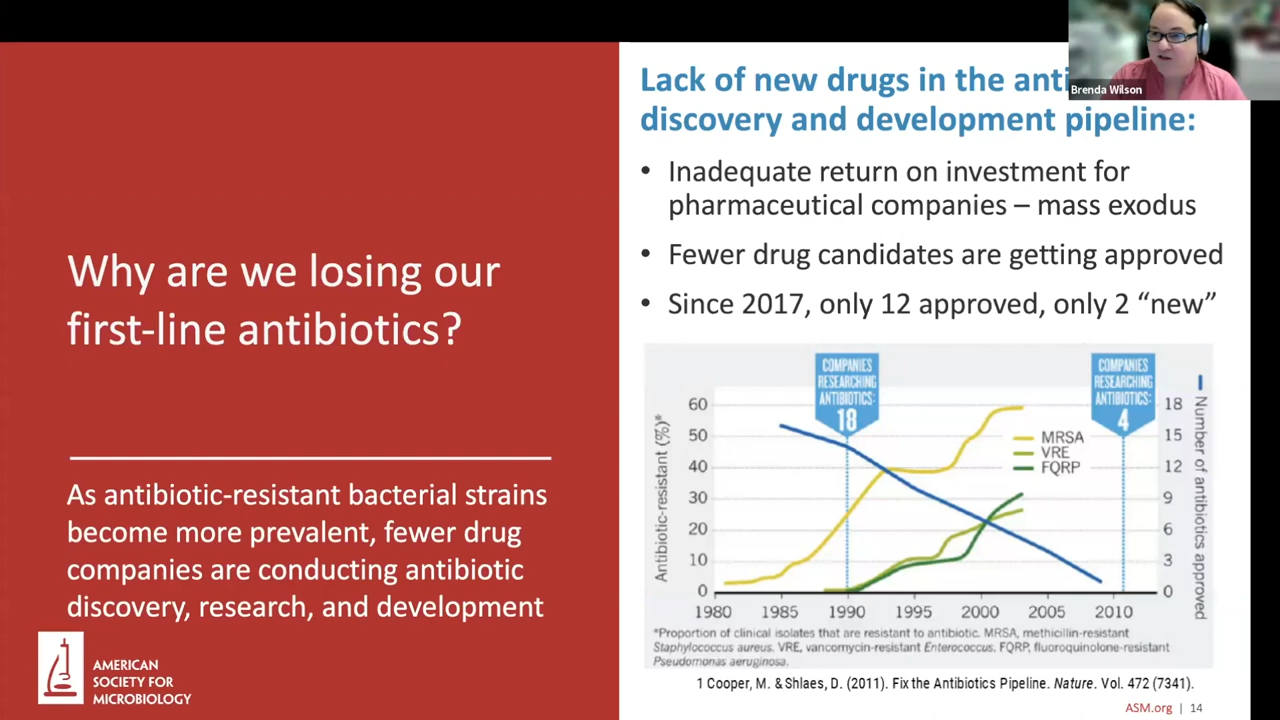 Brenda Wilson
Why are we losing our
first-line antibiotics?
As antibiotic-resistant bacterial strains
become more prevalent, fewer drug
companies are conducting antibiotic
discovery, research, and development
AMERICAN
SOCIETY FOR
MICROBIOLOGY
Lack of new drugs in the
discovery and development pipeline:
• Inadequate return on investment for
pharmaceutical companies – mass exodus
• Fewer drug candidates are getting approved
• Since 2017, only 12 approved, only 2 “new”
COMPANIES
RESEARCHING
ANTIBIOTICS:
18
COMPANIES
RESEARCHING
ANTIBIOTICS:
4
Antibiotic-resistant (%)*
60
50
40
30
20
10
0
MRSA
VRE
FQRP
18
15
12
9
6
3
0
Number of antibiotics approved
1980 1985 1990 1995 2000 2005 2010
*Proportion of clinical isolates that are resistant to antibiotic. MRSA, methicillin-resistant
Staphylococcus aureus. VRE, vancomycin-resistant Enterococcus. FQRP, fluoroquinolone-resistant
Pseudomonas aeruginosa.
1 Cooper, M. & Shlaes, D. (2011). Fix the Antibiotics Pipeline. Nature. Vol. 472 (7341).
ASM.org | 14